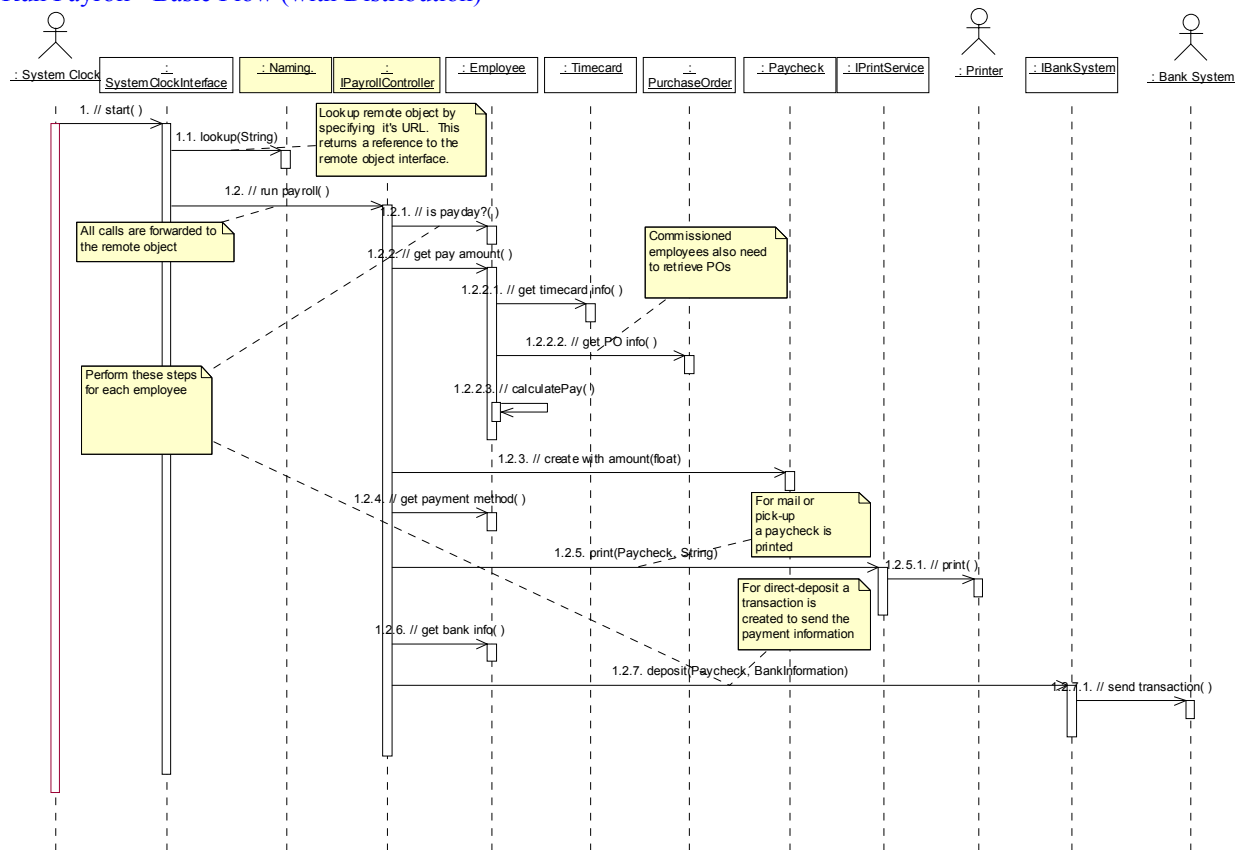 Run Payroll - Basic Flow (with Distribution)
: System Clock
:
SystemClockInterface
: Naming.
:
IPayrollController
: Employee
: Timecard
:
PurchaseOrder
: Paycheck
: IPrintService
: Printer
: IBankSystem
: Bank System
1. // start( )
Lookup remote object by
specifying it's URL. This
returns a reference to the
remote object interface.
1.1. lookup(String)
1.2. // run payroll( )
1.2.1. // is payday?( )
All calls are forwarded to
the remote object
Commissioned
employees also need
to retrieve POs
1.2.2. // get pay amount( )
1.2.2.1. // get timecard info( )
1.2.2.2. // get PO info( )
Perform these steps
for each employee
1.2.2.3. // calculatePay( )
1.2.3. // create with amount(float)
1.2.4. // get payment method( )
For mail or
pick-up
a paycheck is
printed
1.2.5. print(Paycheck, String)
1.2.5.1. // print( )
For direct-deposit a
transaction is
created to send the
payment information
1.2.6. // get bank info( )
1.2.7. deposit(Paycheck, BankInformation)
1.2.7.1. // send transaction( )